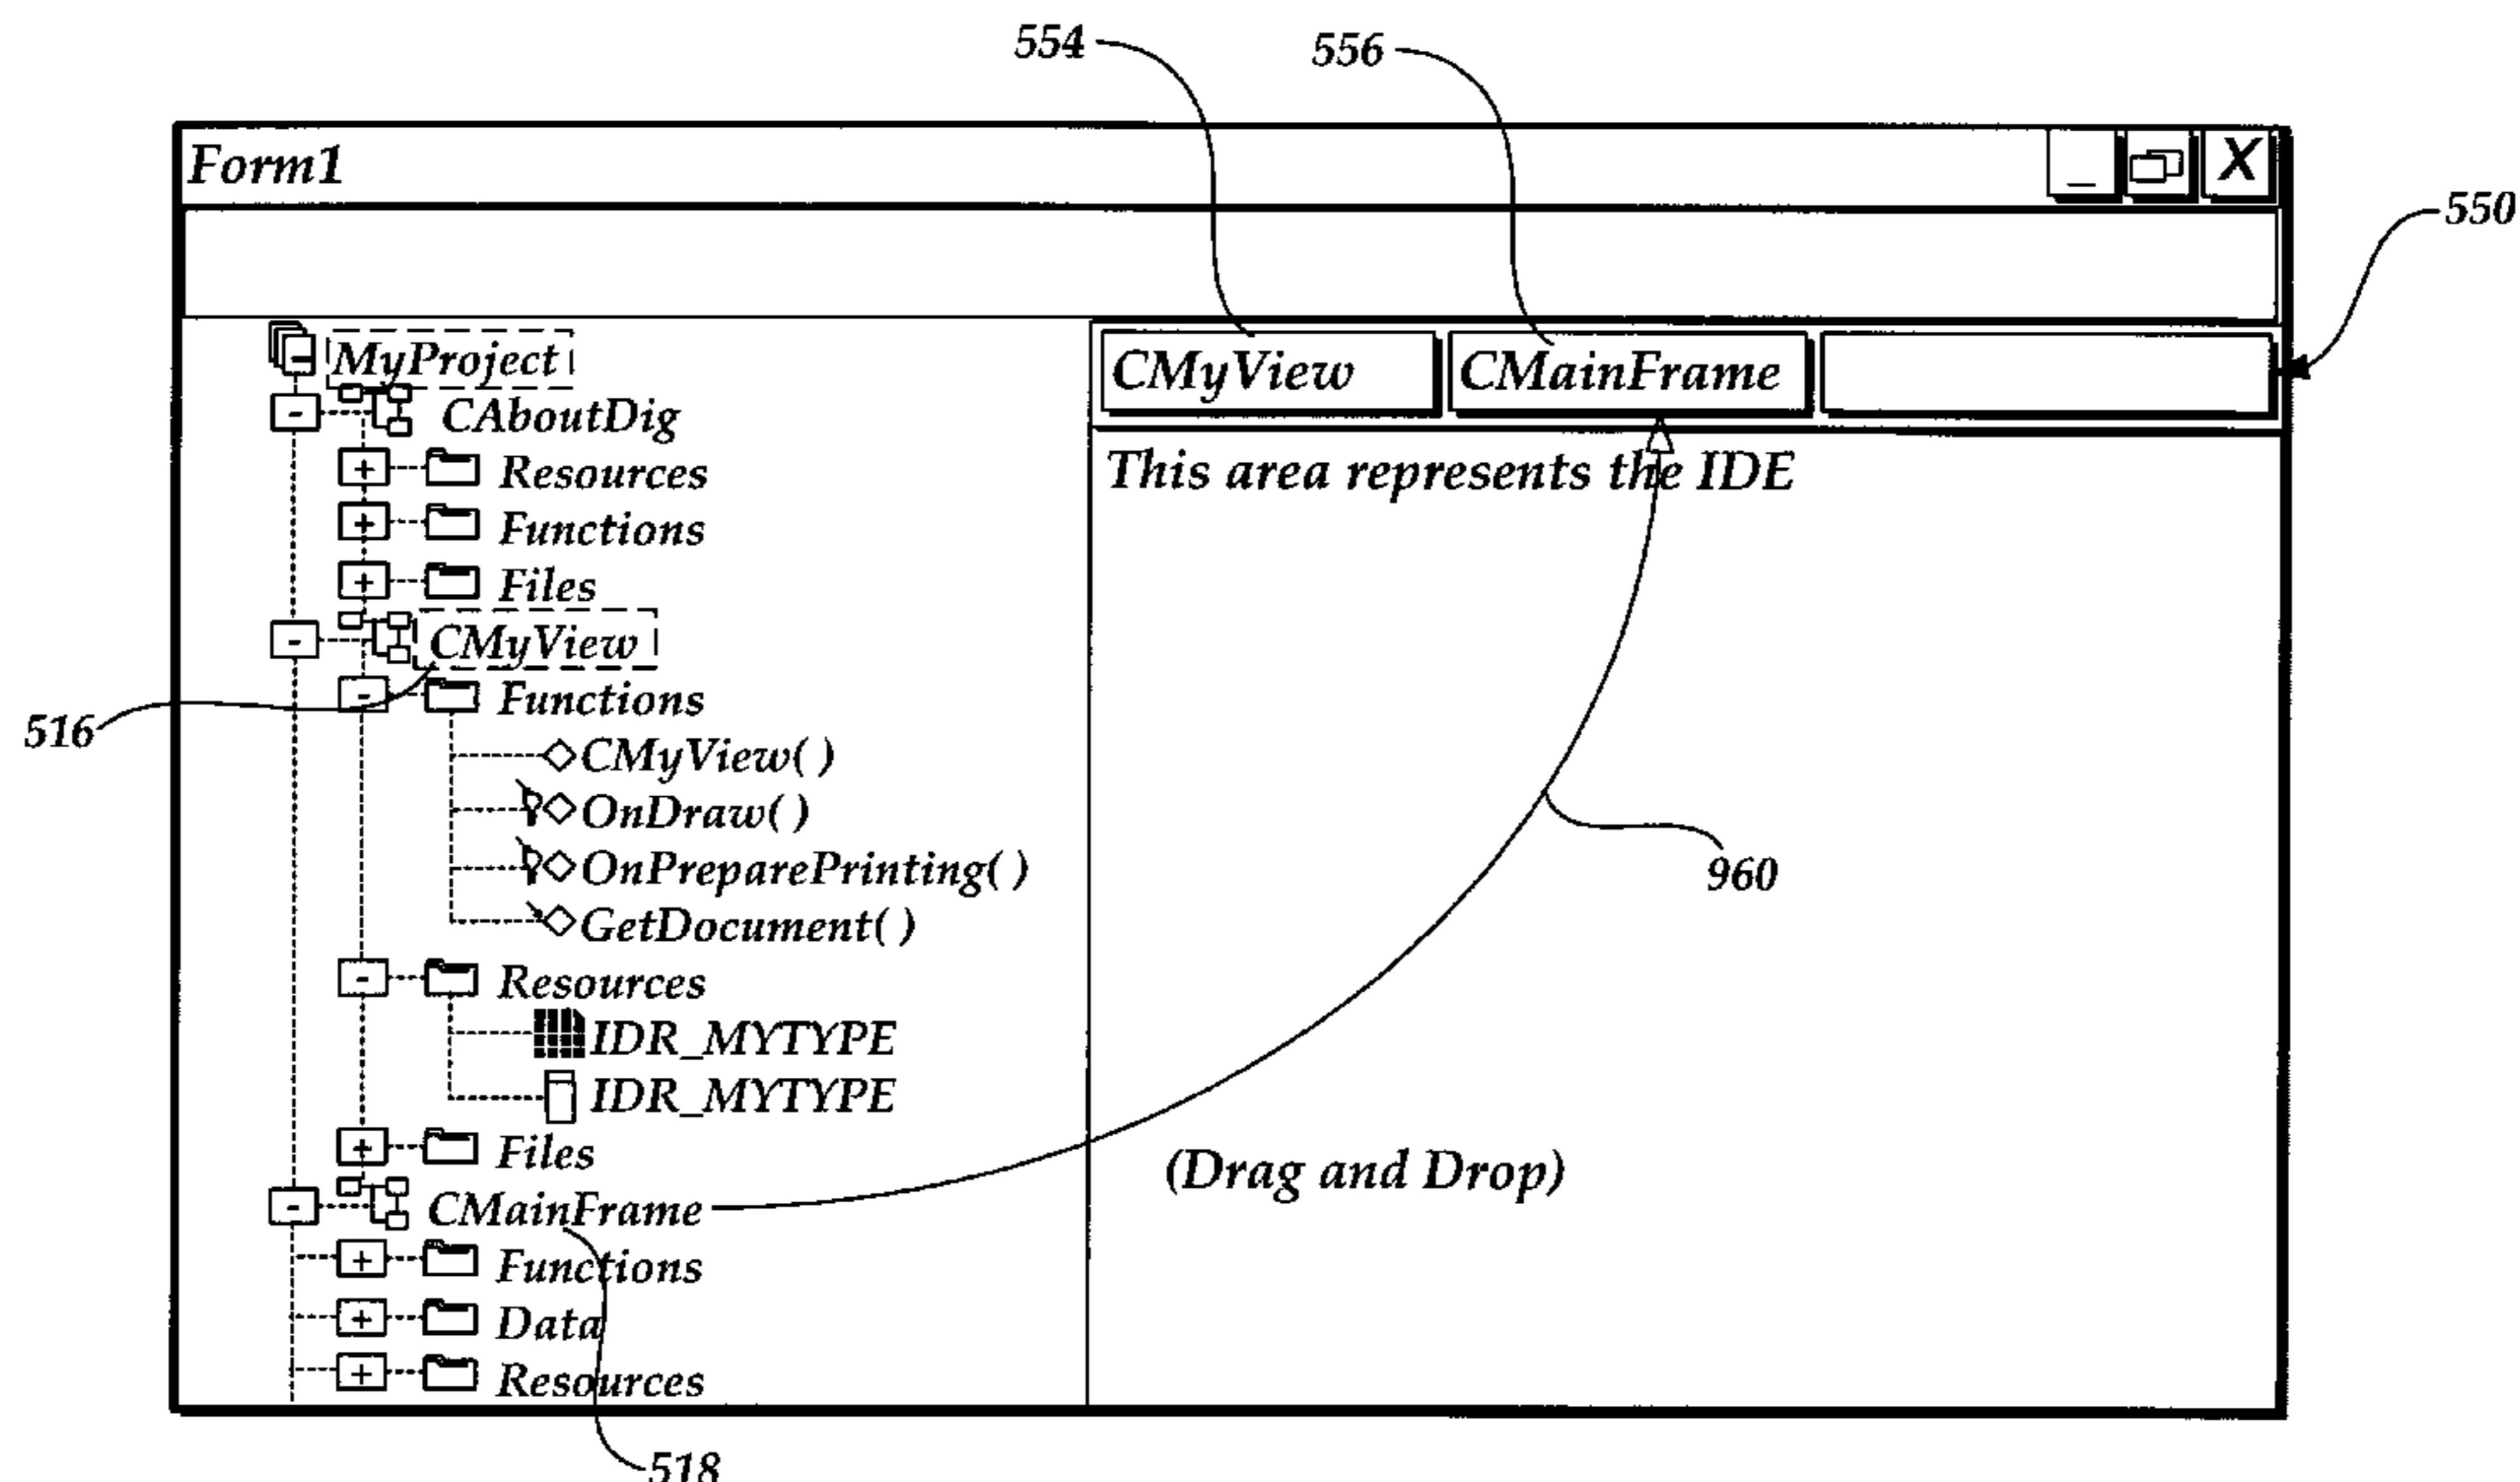 554
556
Form1
X
550
MyProject
CMyView
CMainFrame
CAboutDig
This area represents the IDE
Resources
Functions
Files
CMyView
516
Functions
CMyView( )
OnDraw( )
OnPreparePrinting( )
960
GetDocument( )
Resources
IDR_MYTYPE
IDR_MYTYPE
Files
(Drag and Drop)
CMainFrame
Functions
Data
Resources
518